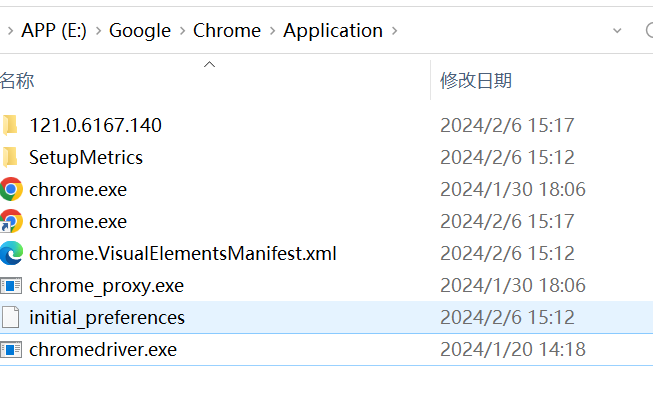 APP (E:) Google Chrome Application
名称 修改日期
121.0.6167.140 2024/2/6 15:17
SetupMetrics 2024/2/6 15:12
chrome.exe 2024/1/30 18:06
chrome.exe 2024/2/6 15:17
chrome.VisualElementsManifest.xml 2024/2/6 15:12
chrome_proxy.exe 2024/1/30 18:06
initial_preferences 2024/2/6 15:12
chromedriver.exe 2024/1/20 14:18